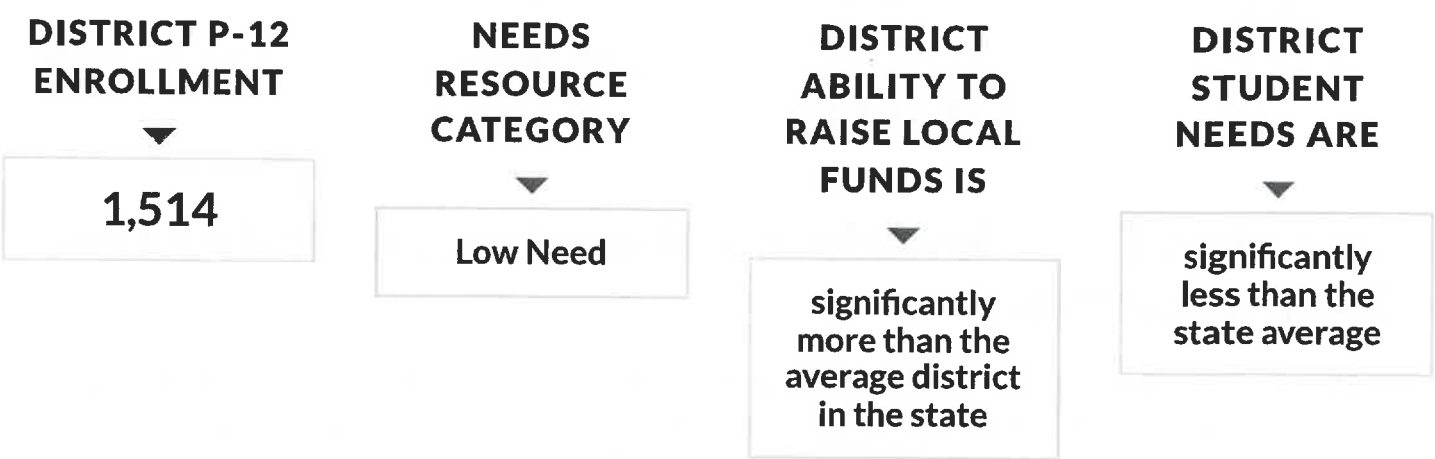 DISTRICT P-12
ENROLLMENT
1,514
NEEDS
RESOURCE
CATEGORY
Low Need
DISTRICT
ABILITY TO
RAISE LOCAL
FUNDS IS
significantly
more than the
average district
in the state
DISTRICT
STUDENT
NEEDS ARE
significantly
less than the
state average